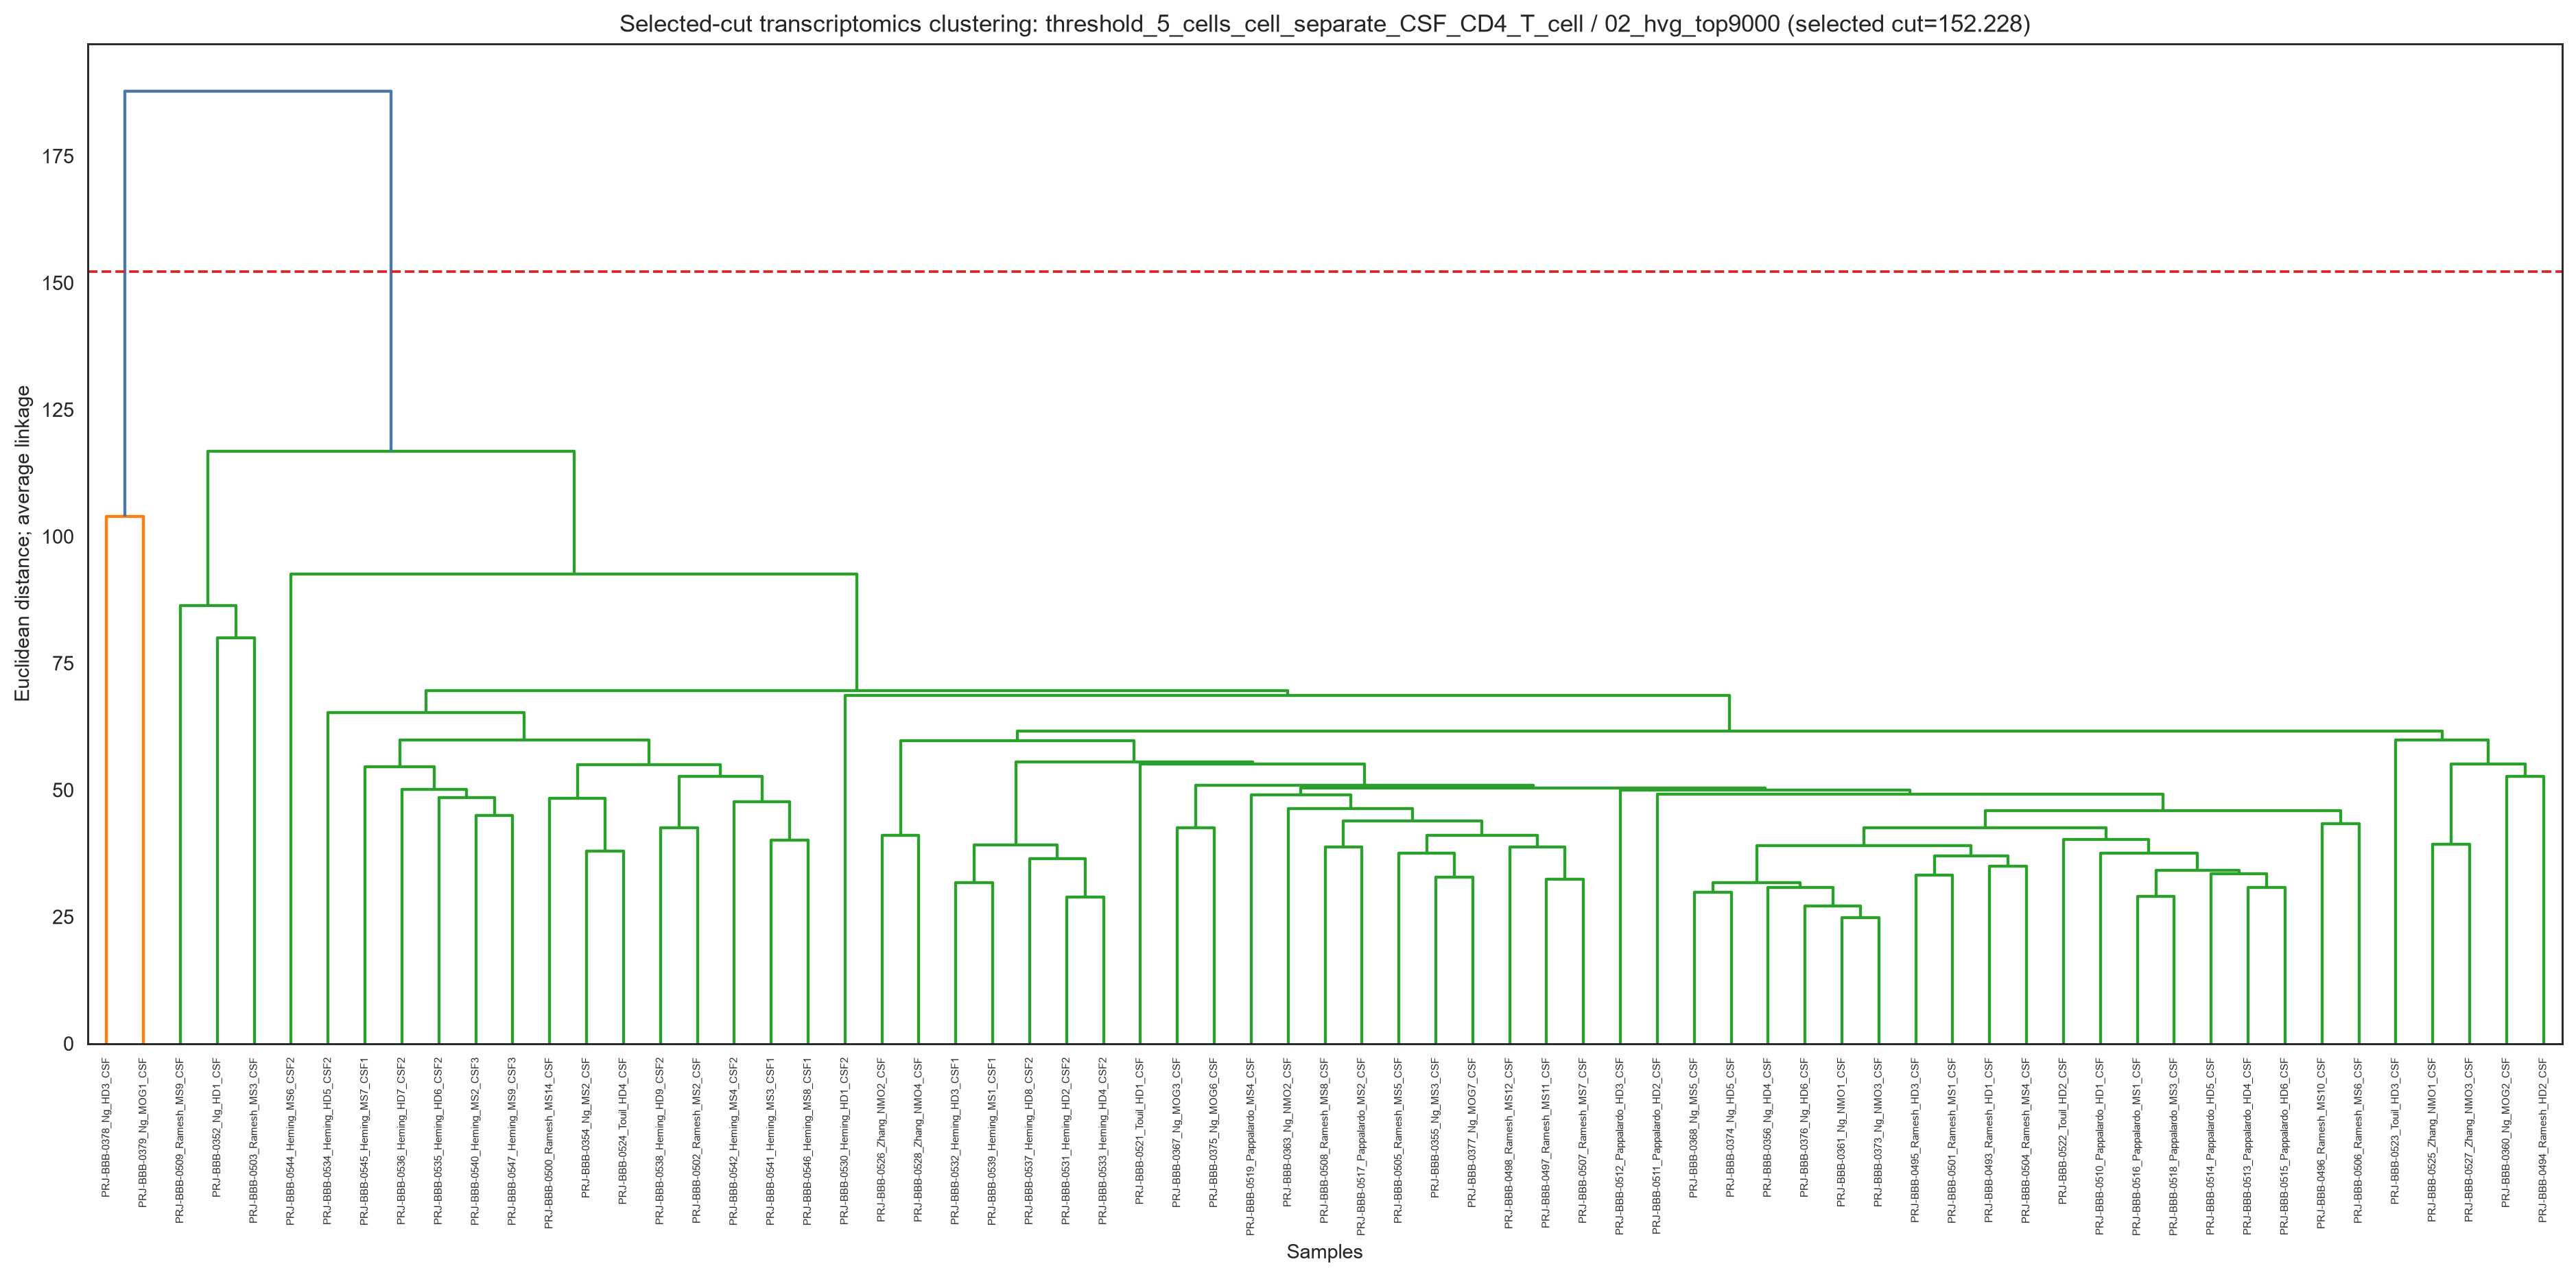 Selected-cut transcriptomics clustering: threshold_5_cells_cell_separate_CSF_CD4_T_cell / 02_hvg_top9000 (selected cut=152.228)
Euclidean distance; average linkage
175
150
125
100
75
50
25
0
PRJ-BBB-0378_Ng_HD3_CSF
PRJ-BBB-0379_Ng_MOG1_CSF
PRJ-BBB-0509_Ramesh_MS9_CSF
PRJ-BBB-0352_Ng_HD1_CSF
PRJ-BBB-0503_Ramesh_MS3_CSF
PRJ-BBB-0544_Heming_MS6_CSF2
PRJ-BBB-0534_Heming_HD5_CSF2
PRJ-BBB-0545_Heming_MS7_CSF1
PRJ-BBB-0536_Heming_HD7_CSF2
PRJ-BBB-0535_Heming_HD6_CSF2
PRJ-BBB-0540_Heming_MS2_CSF3
PRJ-BBB-0547_Heming_MS9_CSF3
PRJ-BBB-0500_Ramesh_MS14_CSF
PRJ-BBB-0354_Ng_MS2_CSF
PRJ-BBB-0524_Touil_HD4_CSF
PRJ-BBB-0538_Heming_HD9_CSF2
PRJ-BBB-0502_Ramesh_MS2_CSF
PRJ-BBB-0542_Heming_MS4_CSF2
PRJ-BBB-0541_Heming_MS3_CSF1
PRJ-BBB-0546_Heming_MS8_CSF1
PRJ-BBB-0530_Heming_HD1_CSF2
PRJ-BBB-0526_Zhang_NMO2_CSF
PRJ-BBB-0528_Zhang_NMO4_CSF
PRJ-BBB-0532_Heming_HD3_CSF1
PRJ-BBB-0539_Heming_MS1_CSF1
PRJ-BBB-0537_Heming_HD8_CSF2
PRJ-BBB-0531_Heming_HD2_CSF2
PRJ-BBB-0533_Heming_HD4_CSF2
PRJ-BBB-0521_Touil_HD1_CSF
PRJ-BBB-0367_Ng_MOG3_CSF
PRJ-BBB-0375_Ng_MOG6_CSF
PRJ-BBB-0519_Pappalardo_MS4_CSF
PRJ-BBB-0363_Ng_NMO2_CSF
PRJ-BBB-0508_Ramesh_MS8_CSF
PRJ-BBB-0517_Pappalardo_MS2_CSF
PRJ-BBB-0505_Ramesh_MS5_CSF
PRJ-BBB-0355_Ng_MS3_CSF
PRJ-BBB-0377_Ng_MOG7_CSF
PRJ-BBB-0498_Ramesh_MS12_CSF
PRJ-BBB-0497_Ramesh_MS11_CSF
PRJ-BBB-0507_Ramesh_MS7_CSF
PRJ-BBB-0512_Pappalardo_HD3_CSF
PRJ-BBB-0511_Pappalardo_HD2_CSF
PRJ-BBB-0368_Ng_MS5_CSF
PRJ-BBB-0374_Ng_HD5_CSF
PRJ-BBB-0356_Ng_HD4_CSF
PRJ-BBB-0376_Ng_HD6_CSF
PRJ-BBB-0361_Ng_NMO1_CSF
PRJ-BBB-0373_Ng_NMO3_CSF
PRJ-BBB-0495_Ramesh_HD3_CSF
PRJ-BBB-0501_Ramesh_MS1_CSF
PRJ-BBB-0493_Ramesh_HD1_CSF
PRJ-BBB-0504_Ramesh_MS4_CSF
PRJ-BBB-0522_Touil_HD2_CSF
PRJ-BBB-0510_Pappalardo_HD1_CSF
PRJ-BBB-0516_Pappalardo_MS1_CSF
PRJ-BBB-0518_Pappalardo_MS3_CSF
PRJ-BBB-0514_Pappalardo_HD5_CSF
PRJ-BBB-0513_Pappalardo_HD4_CSF
PRJ-BBB-0515_Pappalardo_HD6_CSF
PRJ-BBB-0496_Ramesh_MS10_CSF
PRJ-BBB-0506_Ramesh_MS6_CSF
PRJ-BBB-0523_Touil_HD3_CSF
PRJ-BBB-0525_Zhang_NMO1_CSF
PRJ-BBB-0527_Zhang_NMO3_CSF
PRJ-BBB-0360_Ng_MOG2_CSF
PRJ-BBB-0494_Ramesh_HD2_CSF
Samples